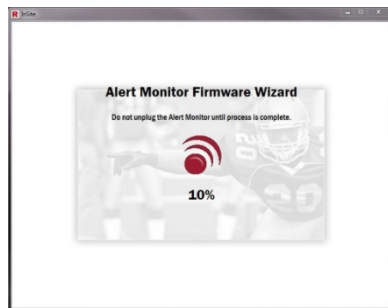 InSite
Alert Monitor Firmware Wizard
Do not unplug the Alert Monitor until process is complete.
10%